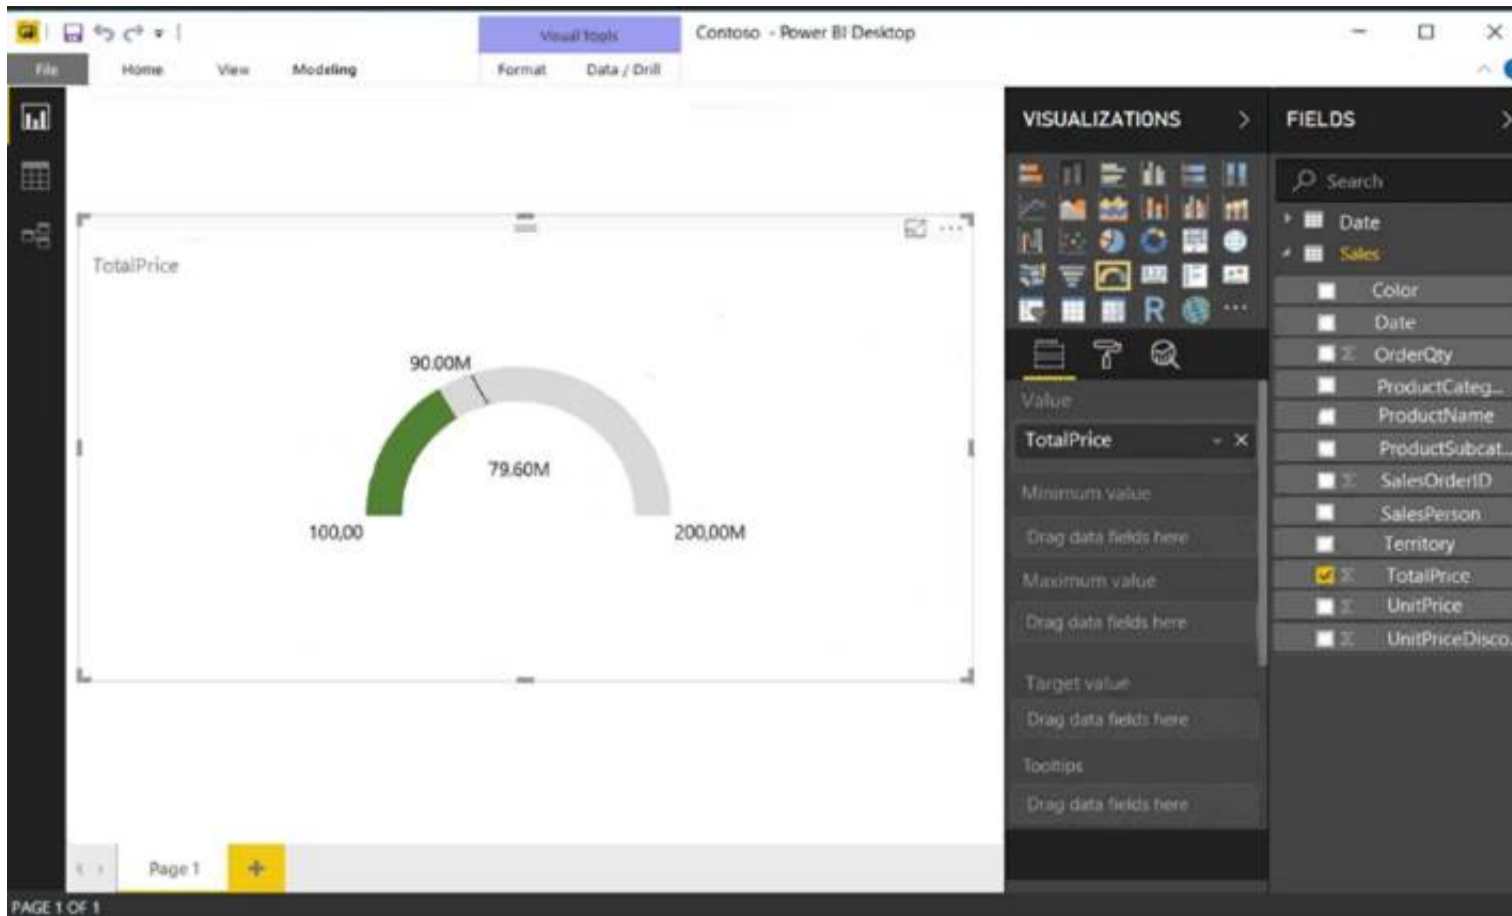 Visual tools
Contoso - Power BI Desktop
File
Home
View
Modeling
Format
Data / Drill
TotalPrice
90.00M
79.60M
100,00
200,00M
Page 1
PAGE 1 OF 1
VISUALIZATIONS
R
Value
TotalPrice
Minimum value
Drag data fields here
Maximum value
Drag data fields here
Target value
Drag data fields here
Tooltips
Drag data fields here
FIELDS
Search
Date
Sales
Color
Date
Σ OrderQty
ProductCateg...
ProductName
ProductSubcat...
Σ SalesOrderID
SalesPerson
Territory
Σ TotalPrice
Σ UnitPrice
Σ UnitPriceDisco.